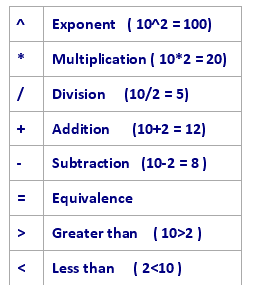 ^ Exponent ( 10^2 = 100)
* Multiplication ( 10*2 = 20)
/ Division (10/2 = 5)
+ Addition (10+2 = 12)
- Subtraction (10-2 = 8 )
= Equivalence
> Greater than ( 10>2 )
< Less than ( 2<10 )